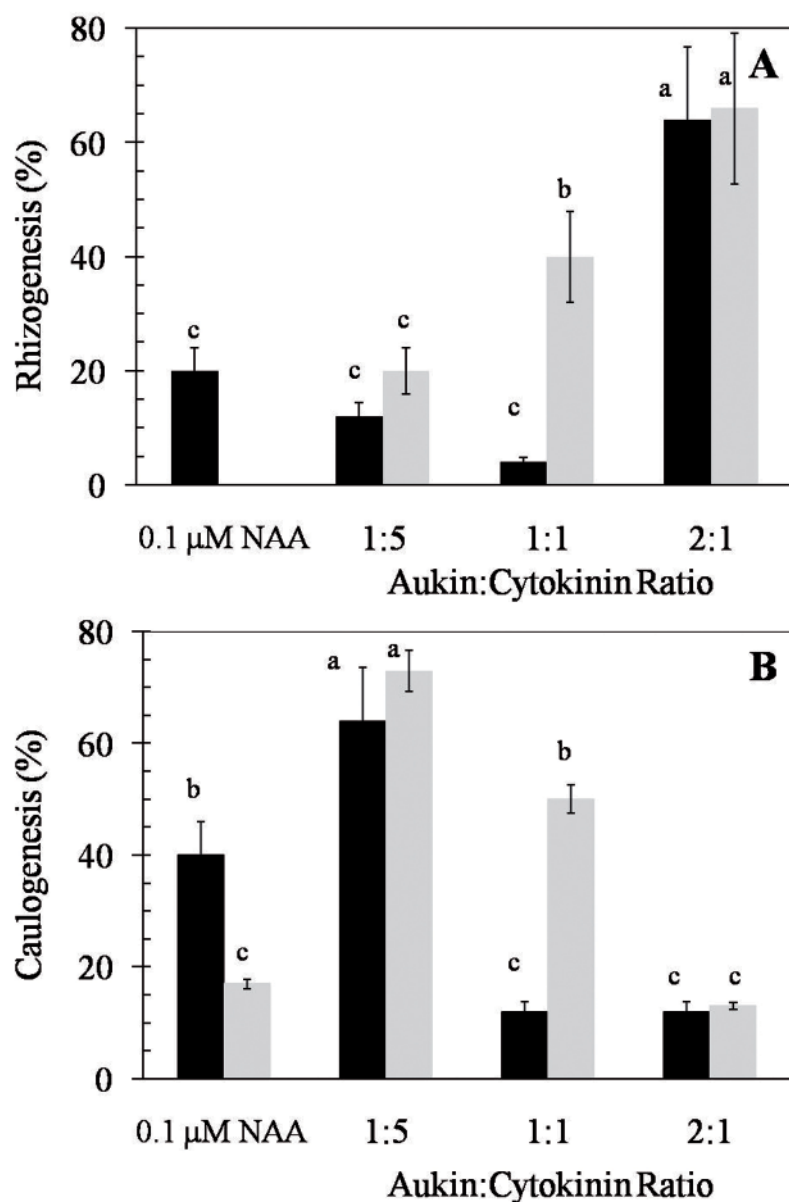 80
A
a
a
60
b
40
c
c
20
c
c
0
Rhizogenesis (%)
0.1 µM NAA 1:5 1:1 2:1
Aukin:Cytokinin Ratio
80
B
a
a
60
b
b
40
c
20
c
c
c
0
Caulogenesis (%)
0.1 µM NAA 1:5 1:1 2:1
Aukin:Cytokinin Ratio